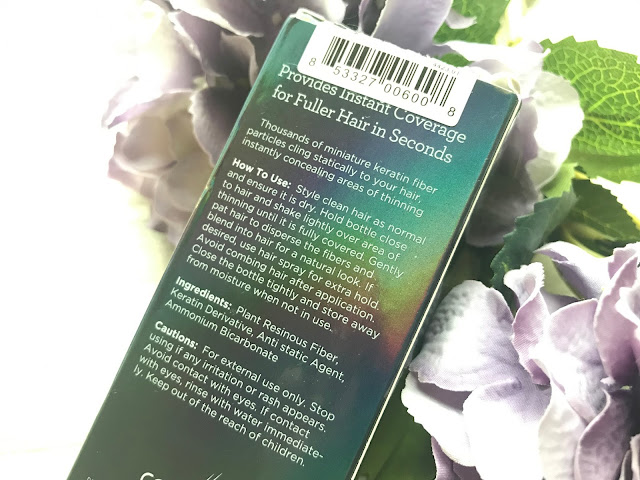 442197
8 53327 00600 8
Provides Instant Coverage
for Fuller Hair in Seconds
Thousands of miniature keratin fiber
particles cling statically to your hair,
instantly concealing areas of thinning
How To Use: Style clean hair as normal
and ensure it is dry. Hold bottle close
to hair and shake lightly over area of
thinning until it is fully covered. Gently
pat hair to disperse the fibers and
blend into hair for a natural look. If
desired, use hair spray for extra hold.
Avoid combing hair after application.
Close the bottle tightly and store away
from moisture when not in use.
Ingredients: Plant Resinous Fiber,
Keratin Derivative, Anti static Agent,
Ammonium Bicarbonate
Cautions: For external use only. Stop
using if any irritation or rash appears.
Avoid contact with eyes. If contact
with eyes, rinse with water immediate-
ly. Keep out of the reach of children.